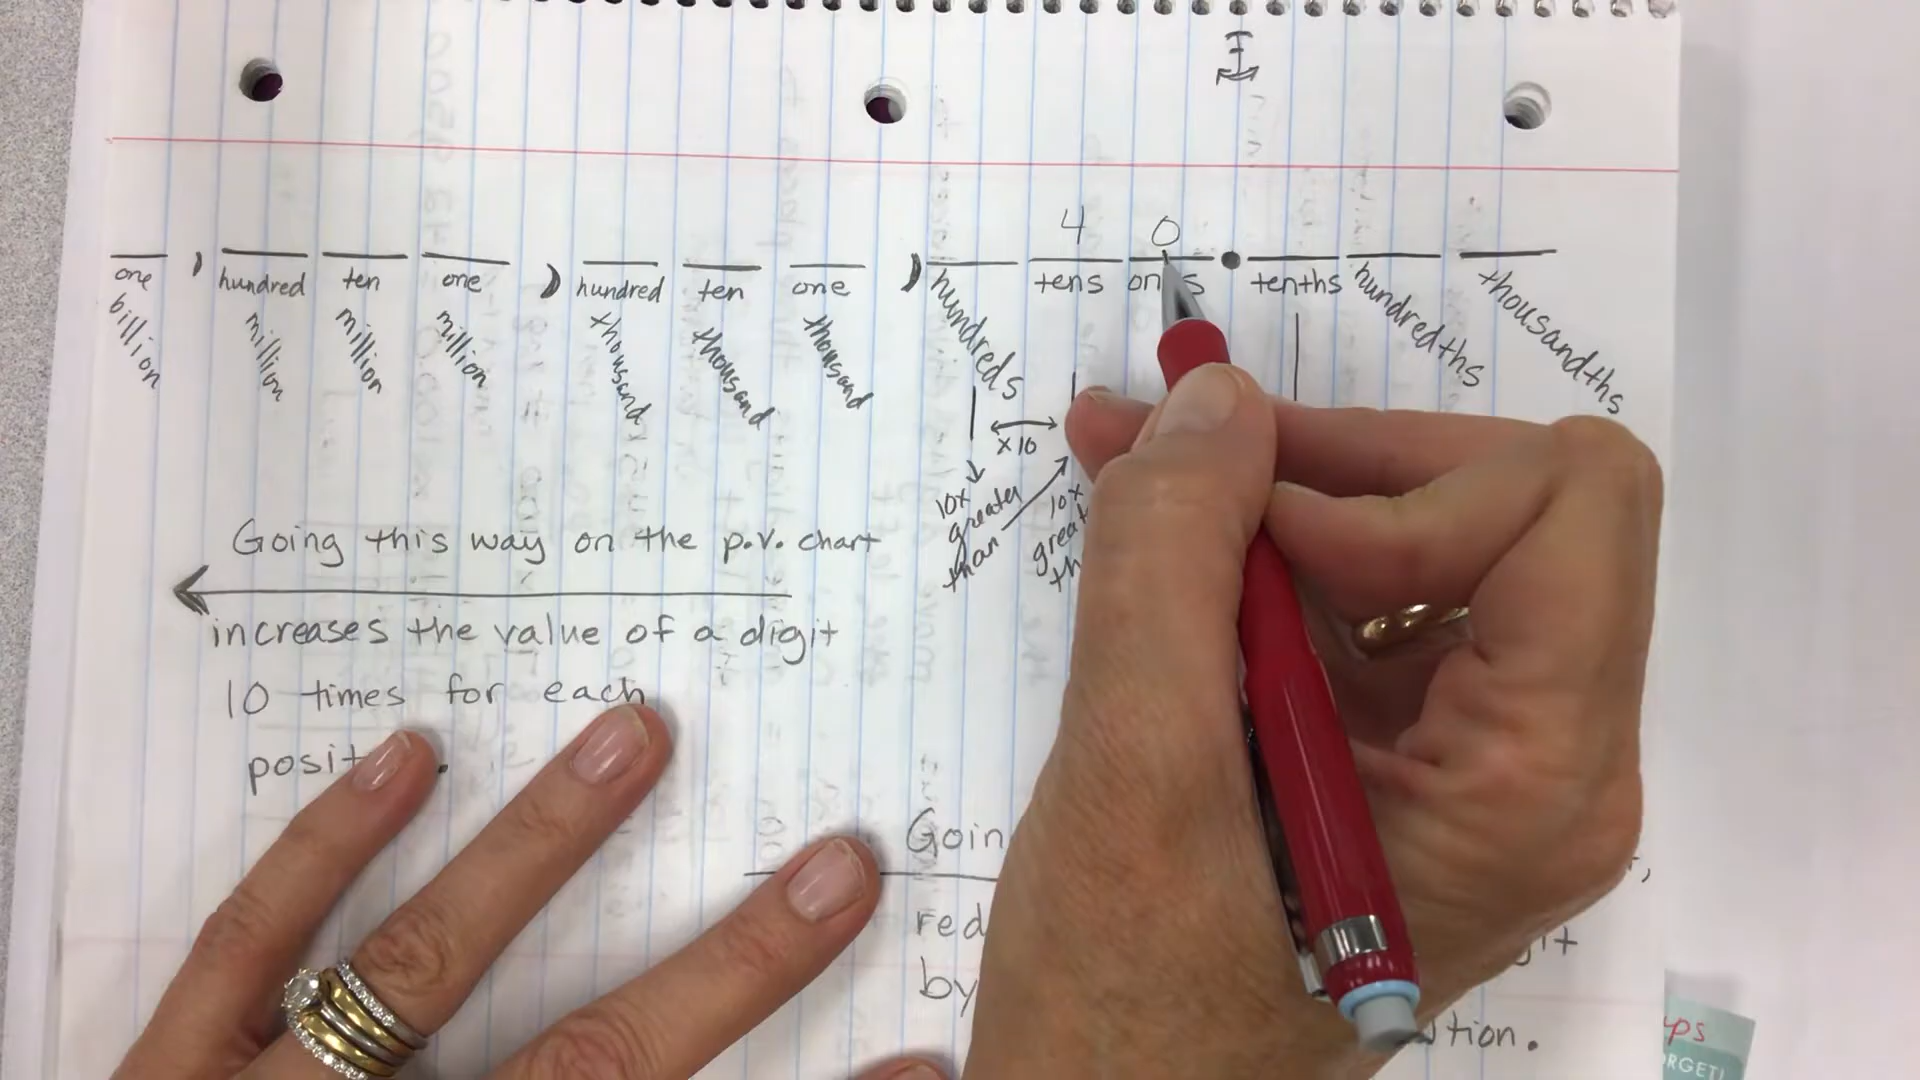 4 0
one billion , hundred million ten million one million , hundred thousand ten thousand one thousand , hundreds tens ones . tenths hundredths thousandths
x10
10x greater than
10x
Going this way on the p.v. chart
increases the value of a digit
10 times for each
Goin
red
by